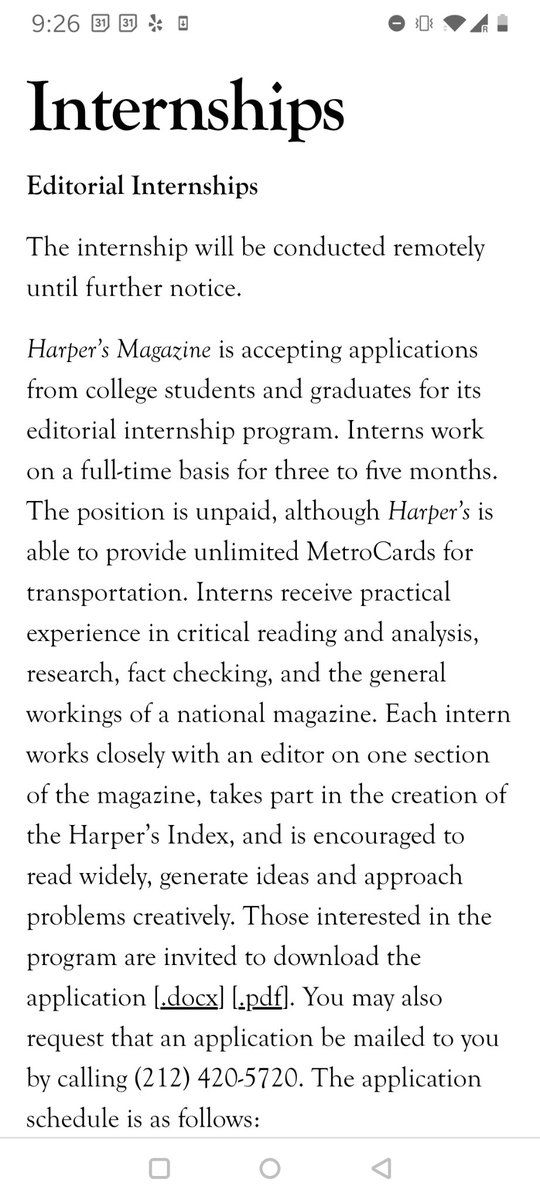 9:26
31 31
Internships
Editorial Internships
The internship will be conducted remotely
until further notice.
Harper's Magazine is accepting applications
from college students and graduates for its
editorial internship program. Interns work
on a full-time basis for three to five months.
The position is unpaid, although Harper's is
able to provide unlimited MetroCards for
transportation. Interns receive practical
experience in critical reading and analysis,
research, fact checking, and the general
workings of a national magazine. Each intern
works closely with an editor on one section
of the magazine, takes part in the creation of
the Harper's Index, and is encouraged to
read widely, generate ideas and approach
problems creatively. Those interested in the
program are invited to download the
application [.docx] [.pdf]. You may also
request that an application be mailed to you
by calling (212) 420-5720. The application
schedule is as follows: